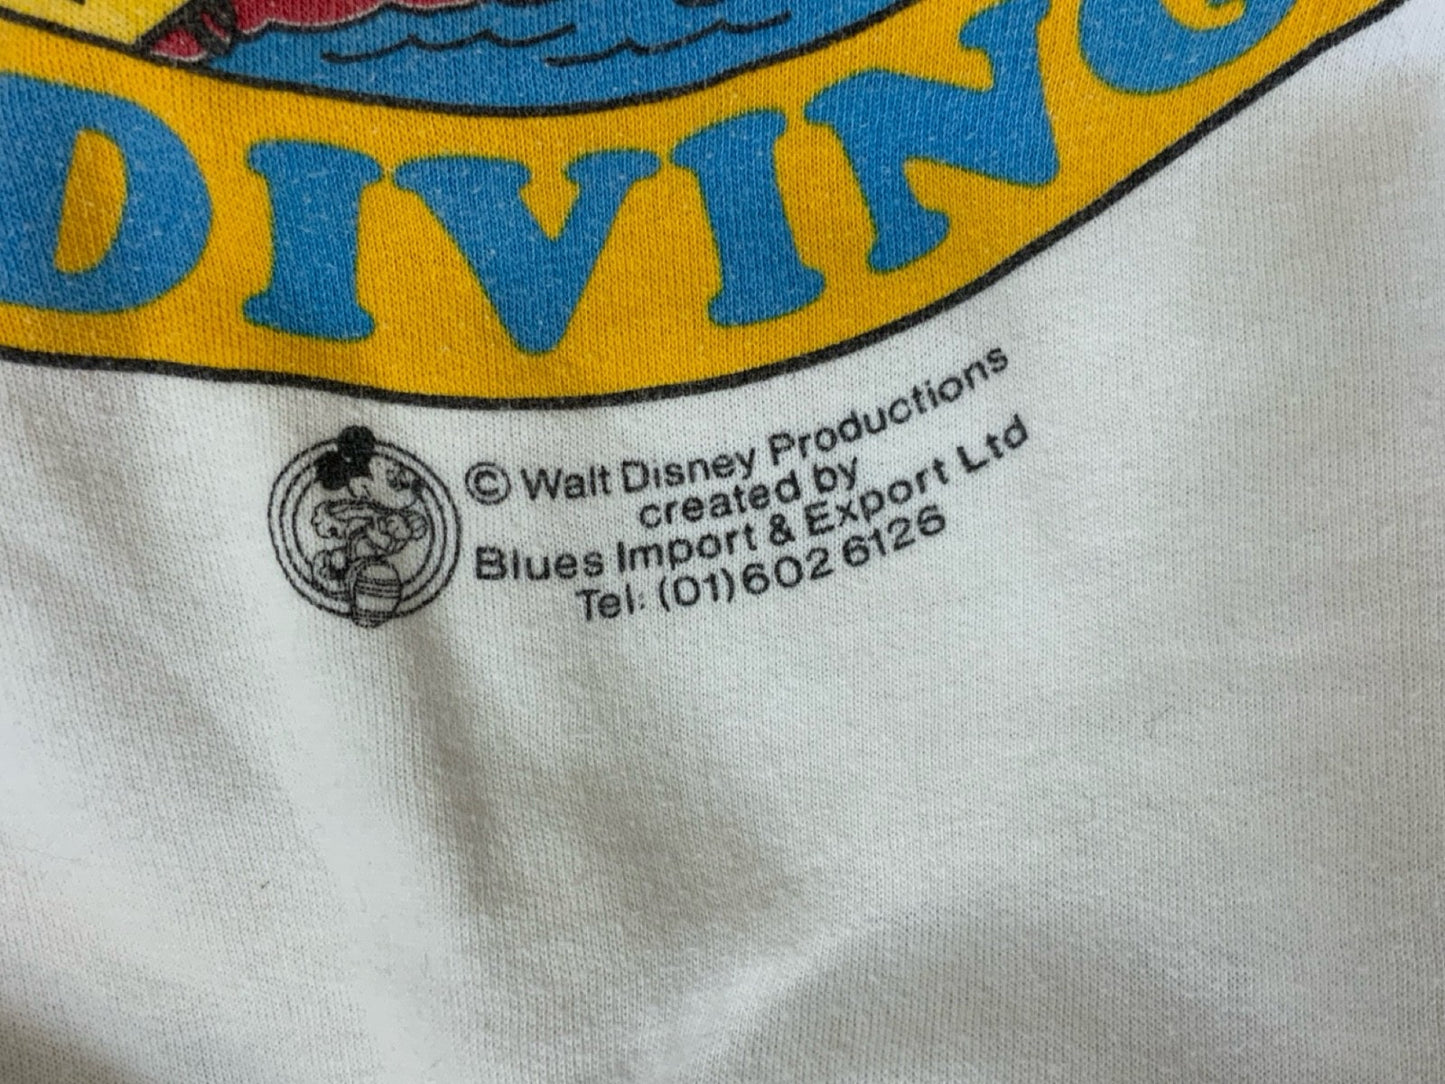 DIVING
© Walt Disney Productions
created by
Blues Import & Export Ltd
Tel: (01) 602 6126